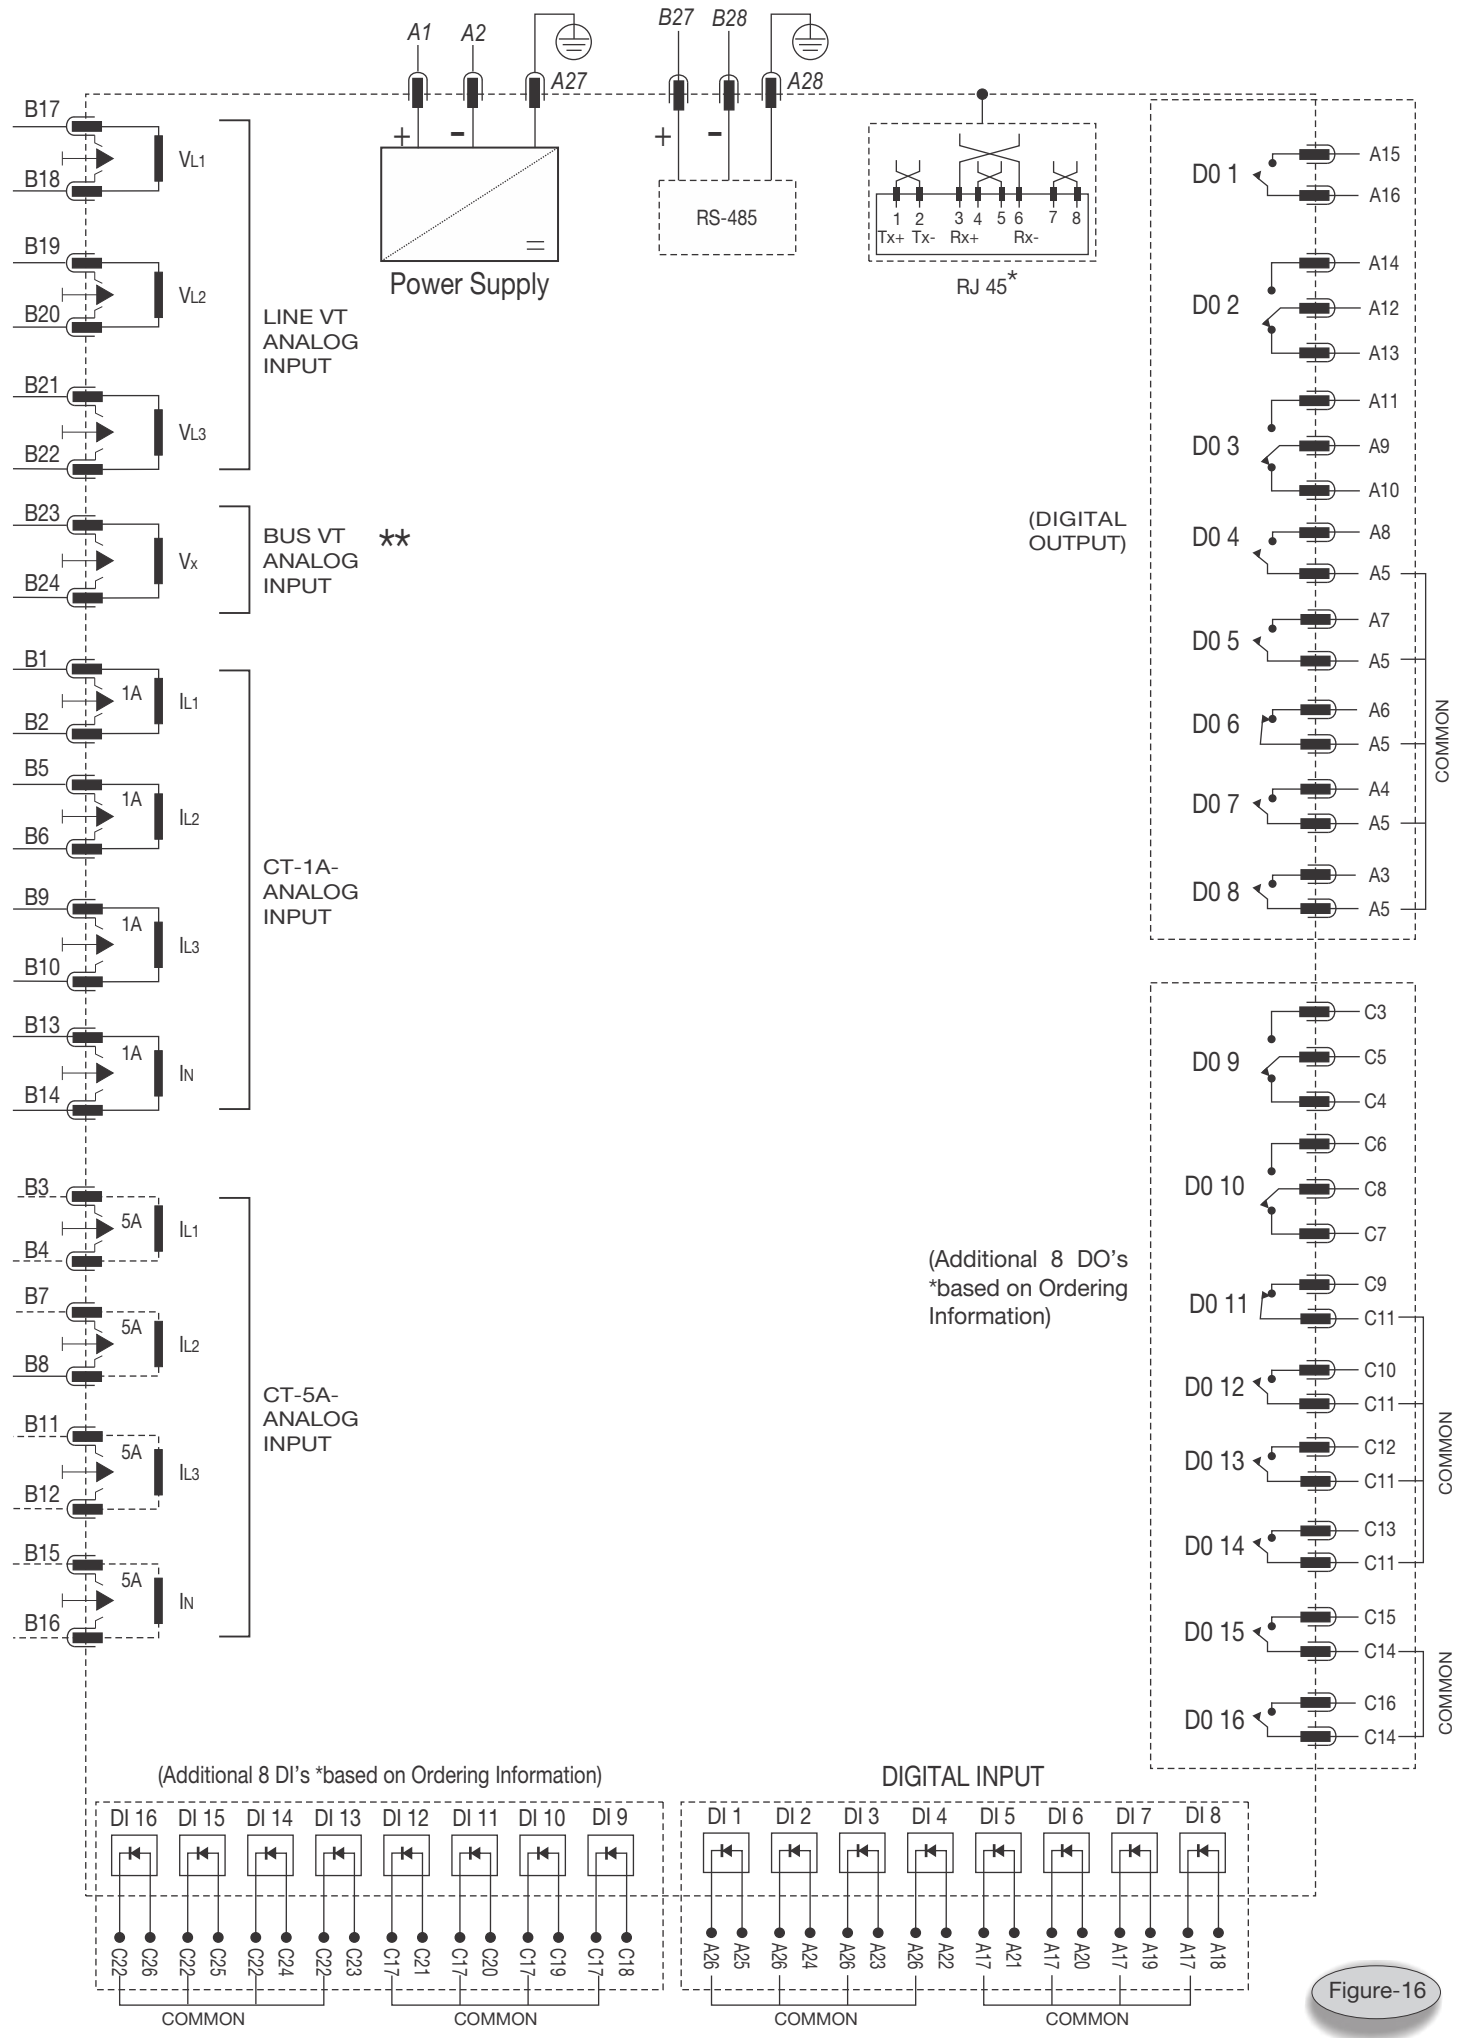 A1 A2 A27
B27 B28 A28
+ -
+ -
Power Supply
RS-485
1 2 3 4 5 6 7 8
Tx+ Tx- Rx+ Rx-
RJ 45*
B17
VL1
B18
B19
VL2
B20
B21
VL3
B22
LINE VT
ANALOG
INPUT
B23
Vx
B24
BUS VT **
ANALOG
INPUT
B1
1A IL1
B2
B5
1A IL2
B6
B9
1A IL3
B10
B13
1A IN
B14
CT-1A-
ANALOG
INPUT
B3
5A IL1
B4
B7
5A IL2
B8
B11
5A IL3
B12
B15
5A IN
B16
CT-5A-
ANALOG
INPUT
(DIGITAL
OUTPUT)
D0 1
A15
A16
D0 2
A14
A12
A13
D0 3
A11
A9
A10
D0 4
A8
A5
D0 5
A7
A5
D0 6
A6
A5
D0 7
A4
A5
D0 8
A3
A5
COMMON
(Additional 8 DO's
*based on Ordering
Information)
D0 9
C3
C5
C4
D0 10
C6
C8
C7
D0 11
C9
C11
D0 12
C10
C11
D0 13
C12
C11
D0 14
C13
C11
COMMON
D0 15
C15
C14
D0 16
C16
C14
COMMON
(Additional 8 DI's *based on Ordering Information)
DI 16 DI 15 DI 14 DI 13 DI 12 DI 11 DI 10 DI 9
C22 C26 C22 C25 C22 C24 C22 C23 C17 C21 C17 C20 C17 C19 C17 C18
COMMON COMMON
DIGITAL INPUT
DI 1 DI 2 DI 3 DI 4 DI 5 DI 6 DI 7 DI 8
A26 A25 A26 A24 A26 A23 A26 A22 A17 A21 A17 A20 A17 A19 A17 A18
COMMON COMMON
Figure-16